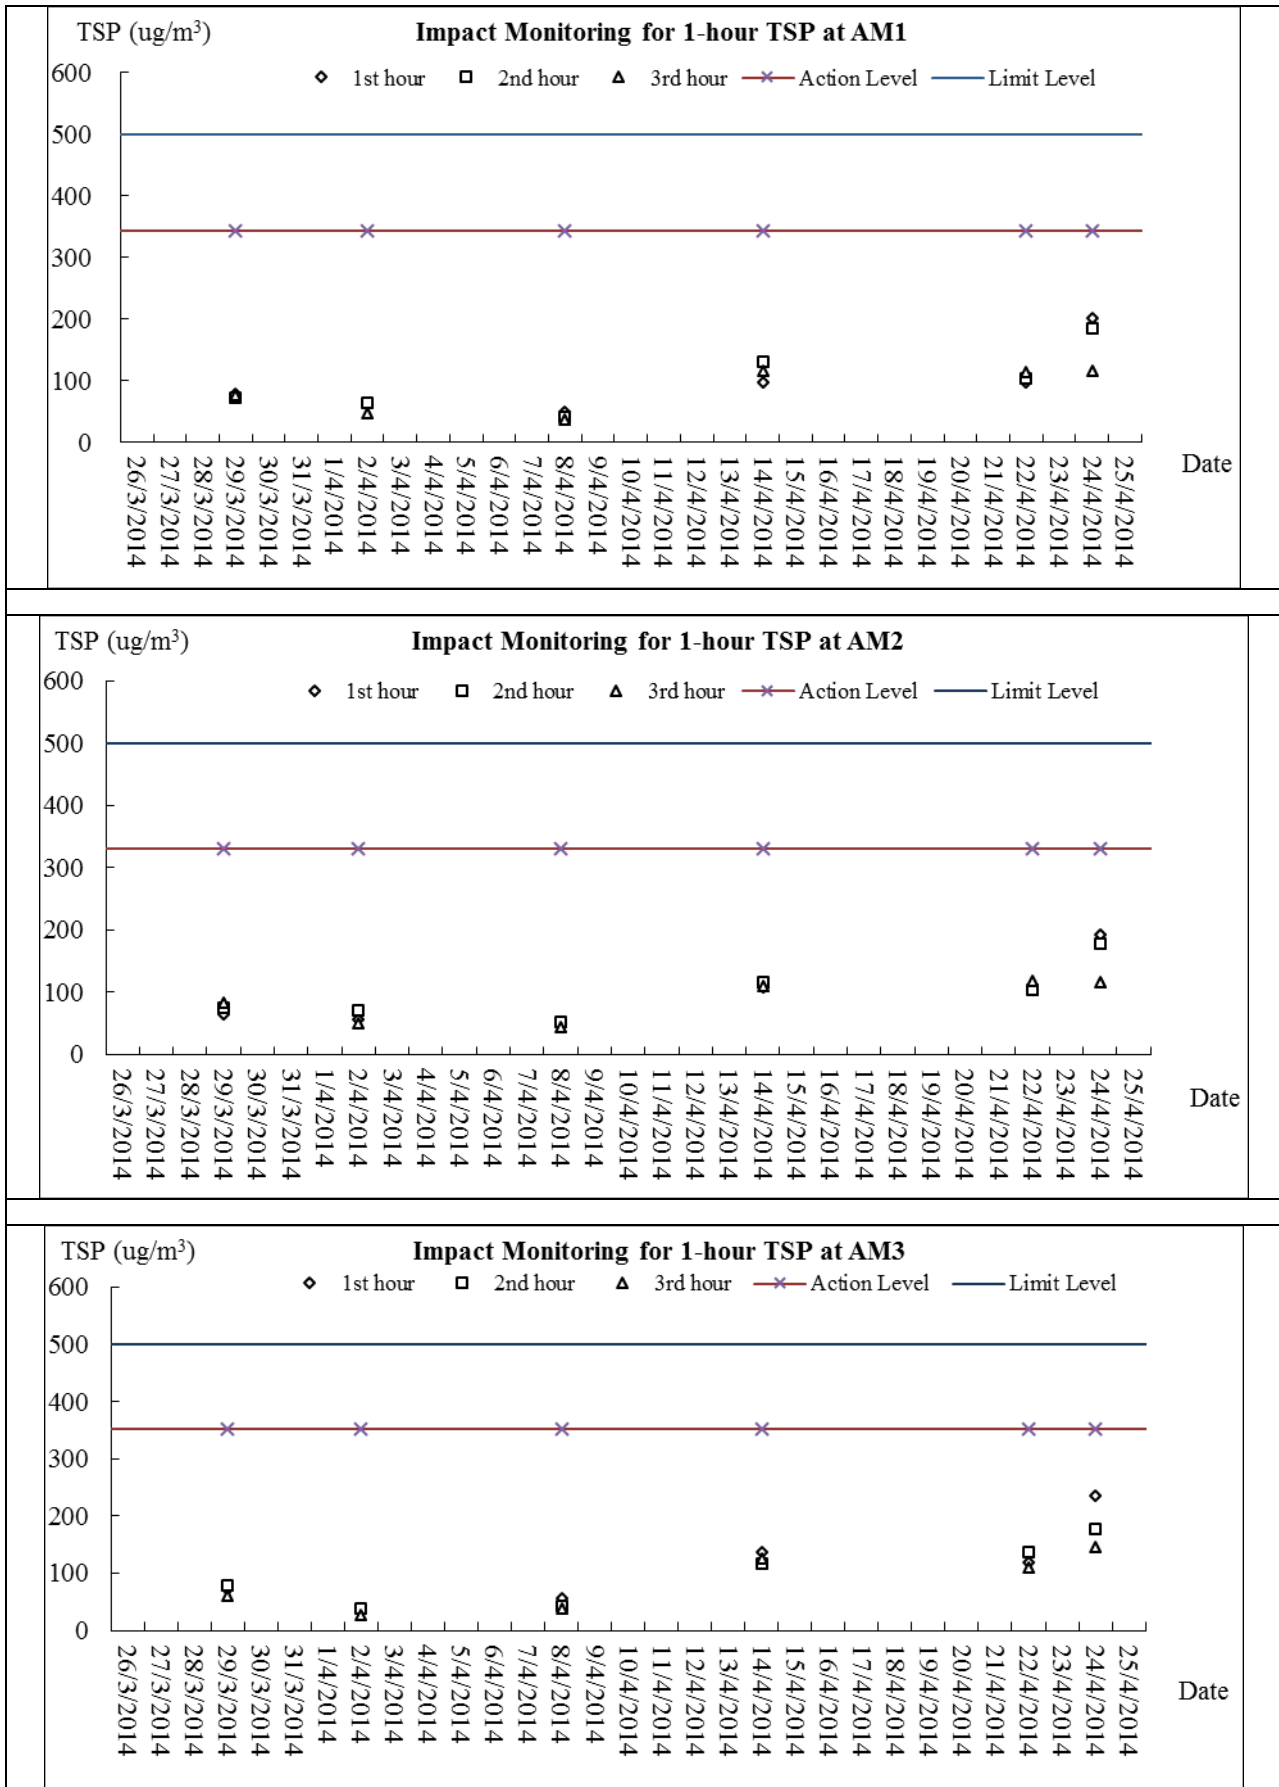 TSP (ug/m³) Impact Monitoring for 1-hour TSP at AM1
600
1st hour 2nd hour 3rd hour Action Level Limit Level
500
400
300
200
100
0
26/3/2014 27/3/2014 28/3/2014 29/3/2014 30/3/2014 31/3/2014 1/4/2014 2/4/2014 3/4/2014 4/4/2014 5/4/2014 6/4/2014 7/4/2014 8/4/2014 9/4/2014 10/4/2014 11/4/2014 12/4/2014 13/4/2014 14/4/2014 15/4/2014 16/4/2014 17/4/2014 18/4/2014 19/4/2014 20/4/2014 21/4/2014 22/4/2014 23/4/2014 24/4/2014 25/4/2014
Date
TSP (ug/m³) Impact Monitoring for 1-hour TSP at AM2
600
1st hour 2nd hour 3rd hour Action Level Limit Level
500
400
300
200
100
0
26/3/2014 27/3/2014 28/3/2014 29/3/2014 30/3/2014 31/3/2014 1/4/2014 2/4/2014 3/4/2014 4/4/2014 5/4/2014 6/4/2014 7/4/2014 8/4/2014 9/4/2014 10/4/2014 11/4/2014 12/4/2014 13/4/2014 14/4/2014 15/4/2014 16/4/2014 17/4/2014 18/4/2014 19/4/2014 20/4/2014 21/4/2014 22/4/2014 23/4/2014 24/4/2014 25/4/2014
Date
TSP (ug/m³) Impact Monitoring for 1-hour TSP at AM3
600
1st hour 2nd hour 3rd hour Action Level Limit Level
500
400
300
200
100
0
26/3/2014 27/3/2014 28/3/2014 29/3/2014 30/3/2014 31/3/2014 1/4/2014 2/4/2014 3/4/2014 4/4/2014 5/4/2014 6/4/2014 7/4/2014 8/4/2014 9/4/2014 10/4/2014 11/4/2014 12/4/2014 13/4/2014 14/4/2014 15/4/2014 16/4/2014 17/4/2014 18/4/2014 19/4/2014 20/4/2014 21/4/2014 22/4/2014 23/4/2014 24/4/2014 25/4/2014
Date